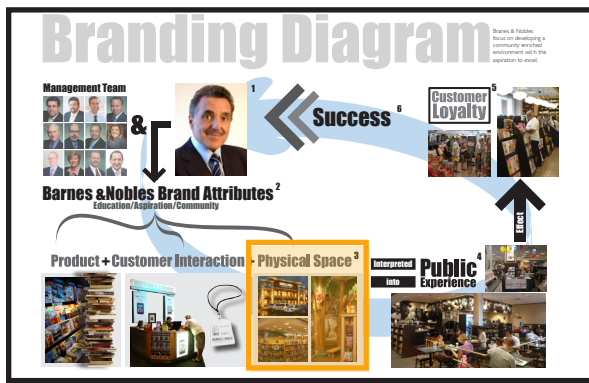 Branding Diagram
Branes & Nobles
focus on developing a
community enriched
environment with the
aspiration to excel.
Management Team
&
1
Success 6
Customer
Loyalty
5
Barnes &Nobles Brand Attributes 2
Education/Aspiration/Community
Effect
Product + Customer Interaction + Physical Space 3
Interpreted
into
Public 4
Experience